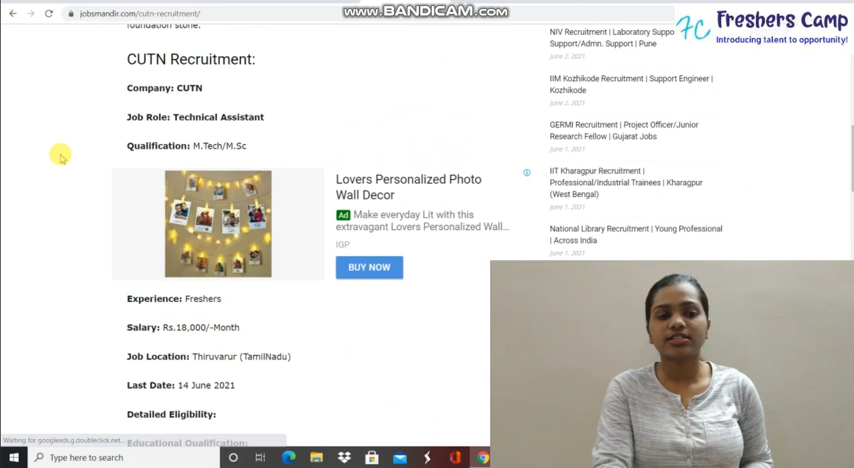 jobsmandir.com/cutn-recruitment/
www.BANDICAM.com
Freshers Camp
Introducing talent to opportunity!
FC
foundation stone.
CUTN Recruitment:
Company: CUTN
Job Role: Technical Assistant
Qualification: M.Tech/M.Sc
Lovers Personalized Photo
Wall Decor
Ad Make everyday Lit with this
extravagant Lovers Personalized Wall...
IGP
BUY NOW
Experience: Freshers
Salary: Rs.18,000/-Month
Job Location: Thiruvarur (TamilNadu)
Last Date: 14 June 2021
Detailed Eligibility:
Educational Qualification:
NIV Recruitment | Laboratory Suppo
Support/Admn. Support | Pune
June 2, 2021
IIM Kozhikode Recruitment | Support Engineer |
Kozhikode
June 2, 2021
GERMI Recruitment | Project Officer/Junior
Research Fellow | Gujarat Jobs
June 1, 2021
IIT Kharagpur Recruitment |
Professional/Industrial Trainees | Kharagpur
(West Bengal)
June 1, 2021
National Library Recruitment | Young Professional
| Across India
June 1, 2021
Waiting for googleads.g.doubleclick.net...
Type here to search